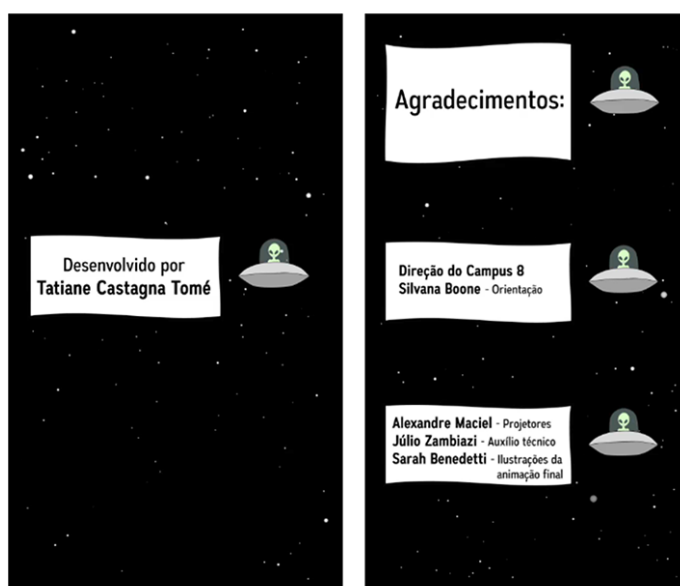 Desenvolvido por
Tatiane Castagna Tomé
Agradecimentos:
Direção do Campus 8
Silvana Boone - Orientação
Alexandre Maciel - Projetores
Júlio Zambiazi - Auxílio técnico
Sarah Benedetti - Ilustrações da
animação final